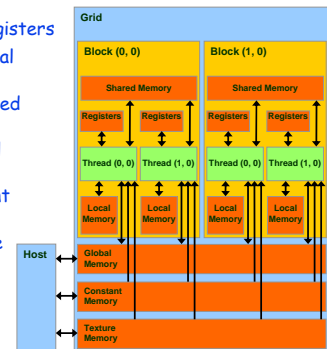 gisters
al
ed
at
Grid
Block (0, 0)
Block (1, 0)
Shared Memory
Shared Memory
Registers
Registers
Registers
Registers
Thread (0, 0)
Thread (1, 0)
Thread (0, 0)
Thread (1, 0)
Local
Memory
Local
Memory
Local
Memory
Local
Memory
Host
Global
Memory
Constant
Memory
Texture
Memory